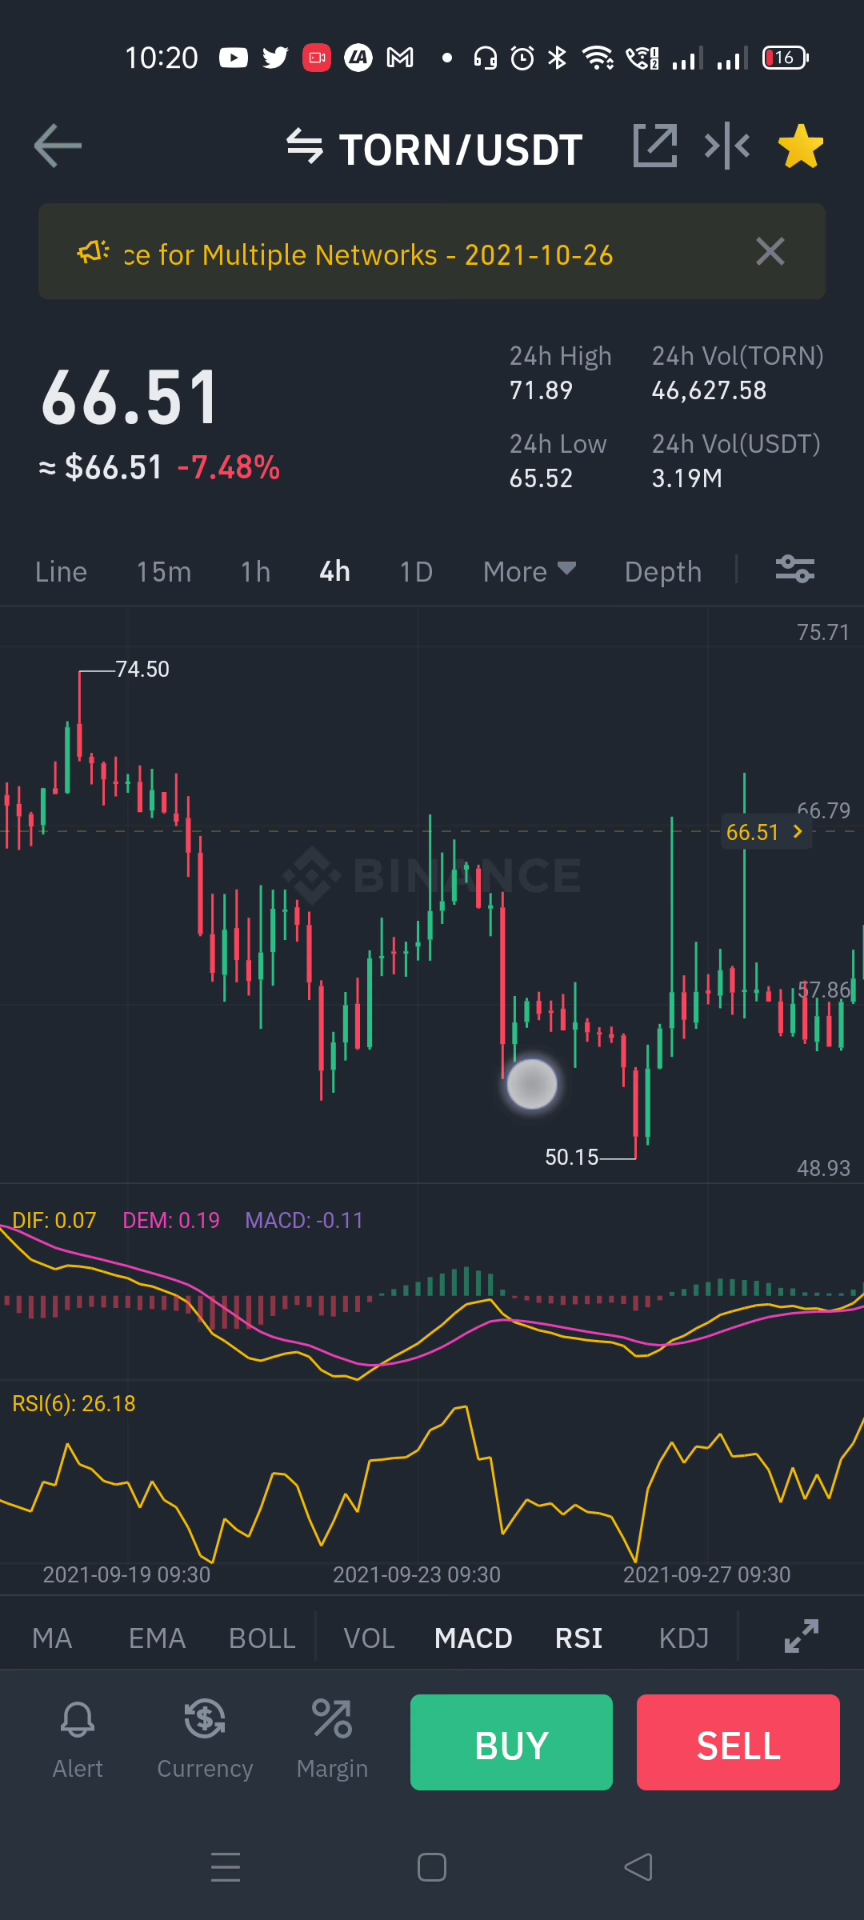 10:20
LA
1
2
16
TORN/USDT
ce for Multiple Networks - 2021-10-26
66.51
≈ $66.51 -7.48%
24h High
71.89
24h Vol(TORN)
46,627.58
24h Low
65.52
24h Vol(USDT)
3.19M
Line 15m 1h 4h 1D More Depth
75.71
74.50
66.79
66.51
BINANCE
57.86
50.15
48.93
DIF: 0.07 DEM: 0.19 MACD: -0.11
RSI(6): 26.18
2021-09-19 09:30 2021-09-23 09:30 2021-09-27 09:30
MA EMA BOLL VOL MACD RSI KDJ
Alert Currency Margin BUY SELL